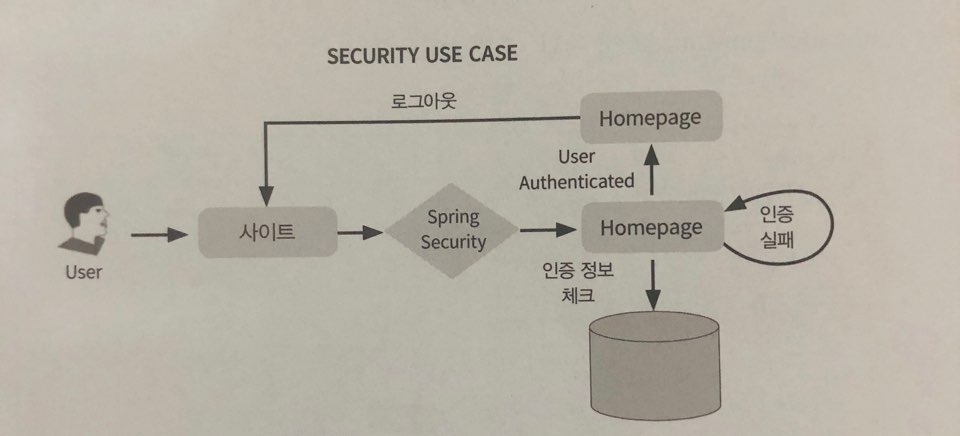 SECURITY USE CASE
로그아웃
Homepage
User
Authenticated
사이트
Spring
Security
Homepage
인증
실패
User
인증 정보
체크